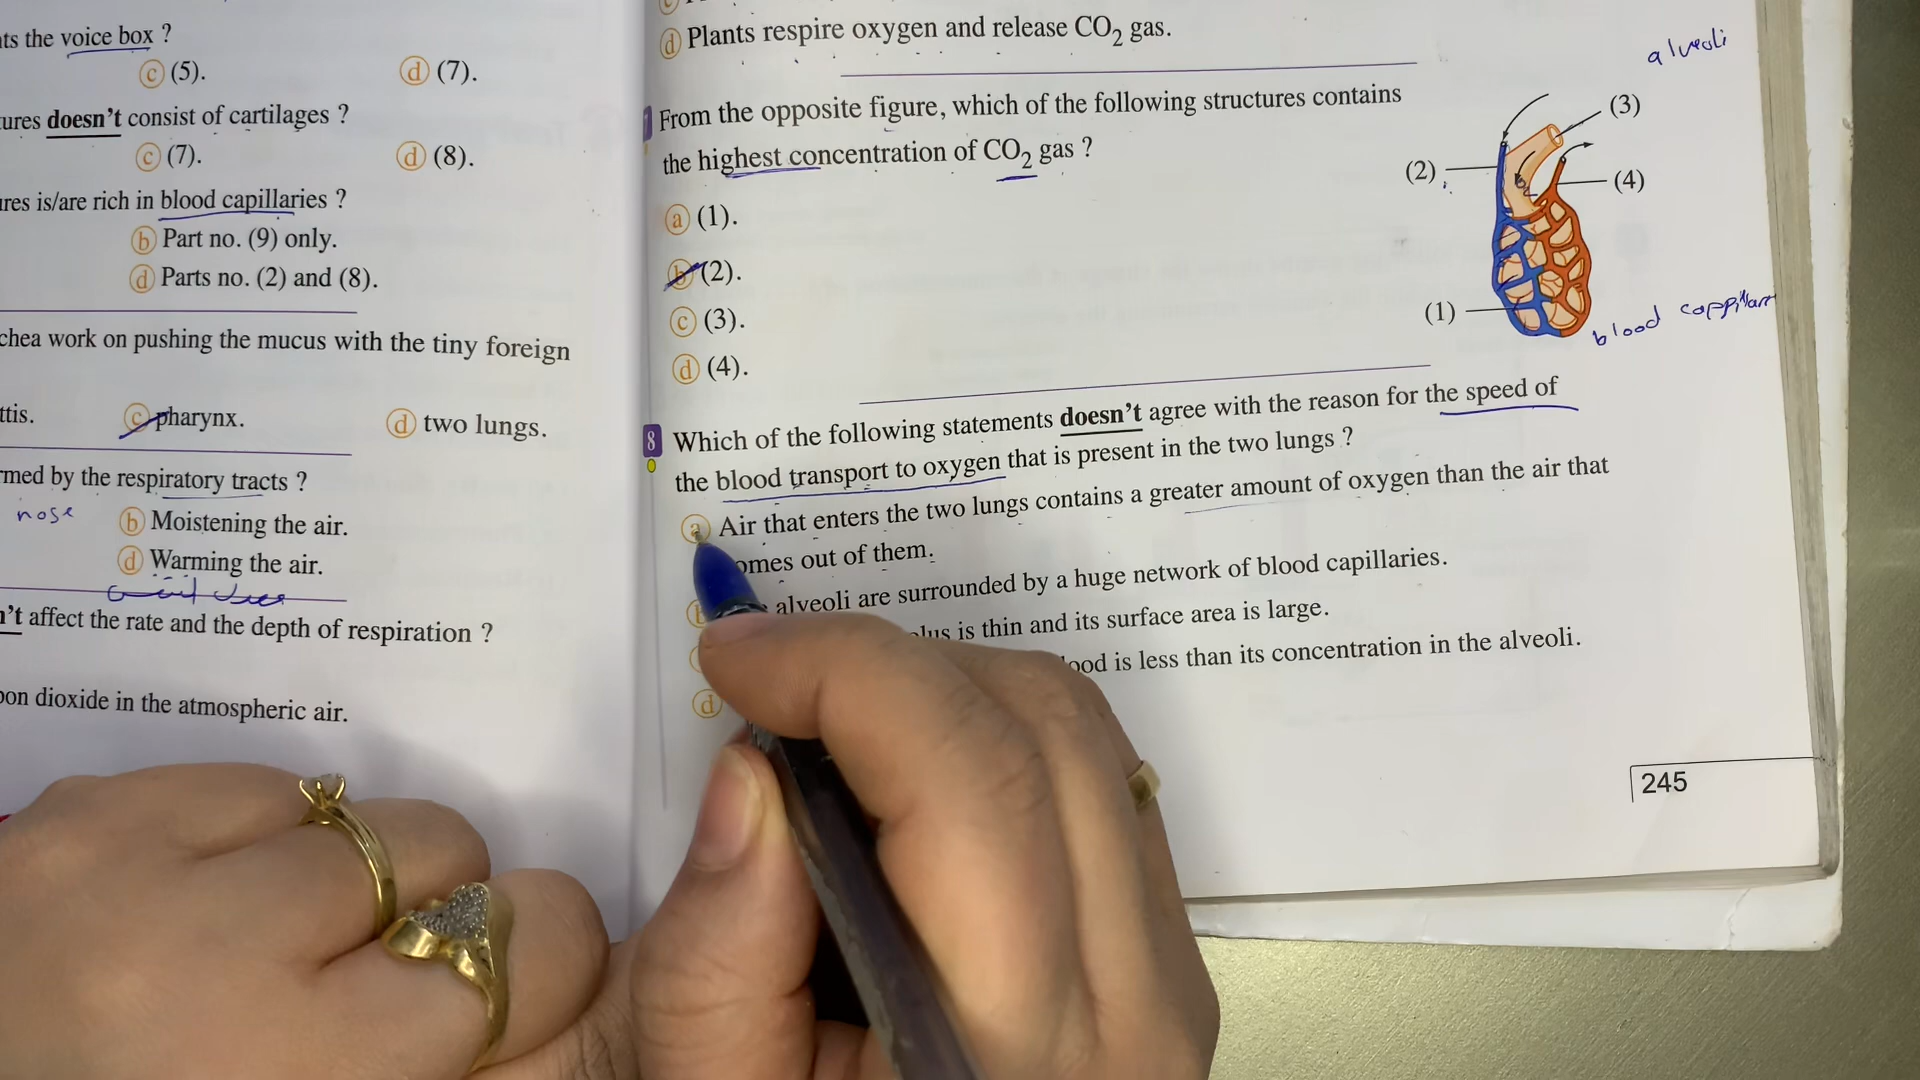 ts the voice box ?
c (5).
d (7).
ures doesn't consist of cartilages ?
c (7).
d (8).
res is/are rich in blood capillaries ?
b Part no. (9) only.
d Parts no. (2) and (8).
chea work on pushing the mucus with the tiny foreign
ttis.
c pharynx.
d two lungs.
rmed by the respiratory tracts ?
nose
b Moistening the air.
d Warming the air.
't affect the rate and the depth of respiration ?
on dioxide in the atmospheric air.
d Plants respire oxygen and release CO₂ gas.
alveoli
From the opposite figure, which of the following structures contains
the highest concentration of CO₂ gas ?
a (1).
b (2).
c (3).
d (4).
(3)
(2)
(4)
(1)
blood cappillary
8 Which of the following statements doesn't agree with the reason for the speed of
the blood transport to oxygen that is present in the two lungs ?
a Air that enters the two lungs contains a greater amount of oxygen than the air that
omes out of them.
b alveoli are surrounded by a huge network of blood capillaries.
lus is thin and its surface area is large.
d ood is less than its concentration in the alveoli.
245